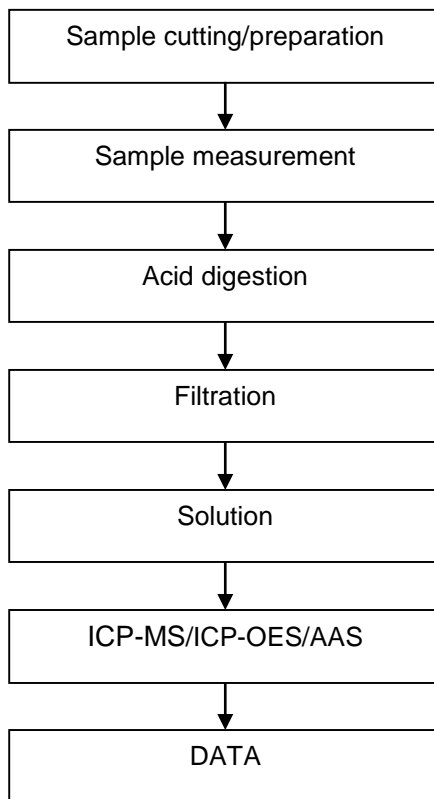 Sample cutting/preparation
Sample measurement
Acid digestion
Filtration
Solution
ICP-MS/ICP-OES/AAS
DATA